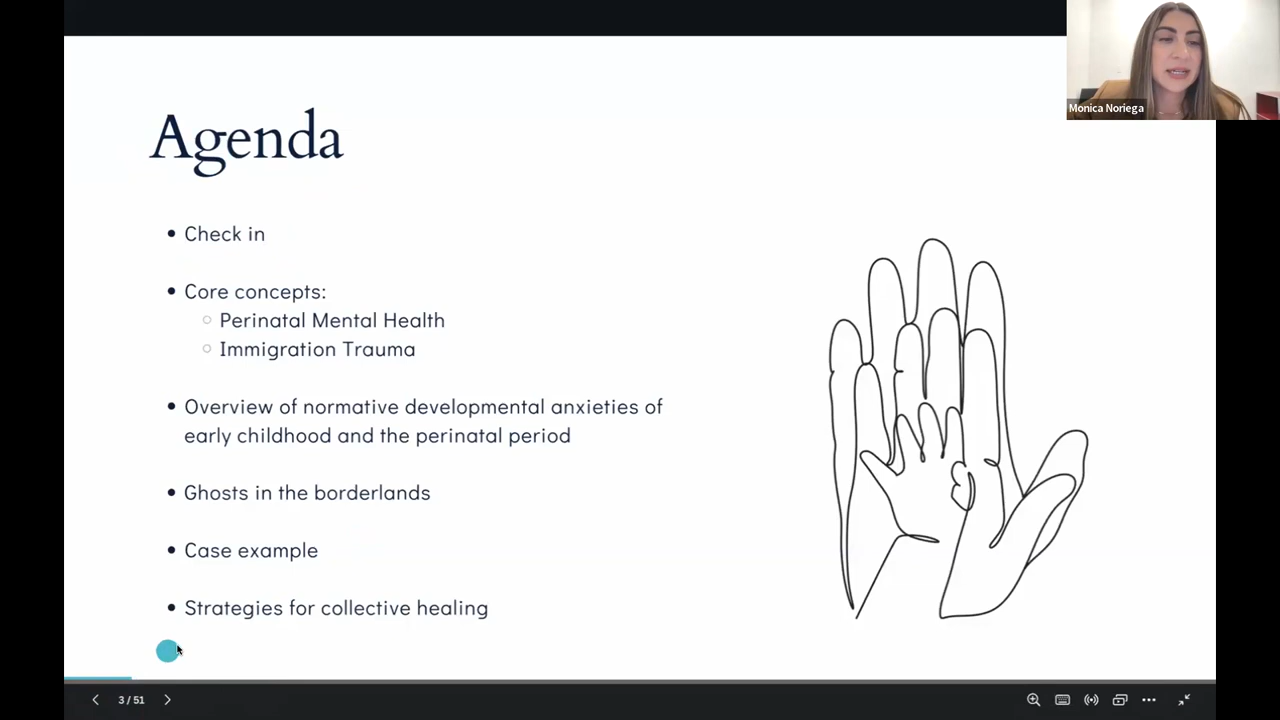 Monica Noriega
Agenda
• Check in
• Core concepts:
○ Perinatal Mental Health
○ Immigration Trauma
• Overview of normative developmental anxieties of
early childhood and the perinatal period
• Ghosts in the borderlands
• Case example
• Strategies for collective healing
3 / 51